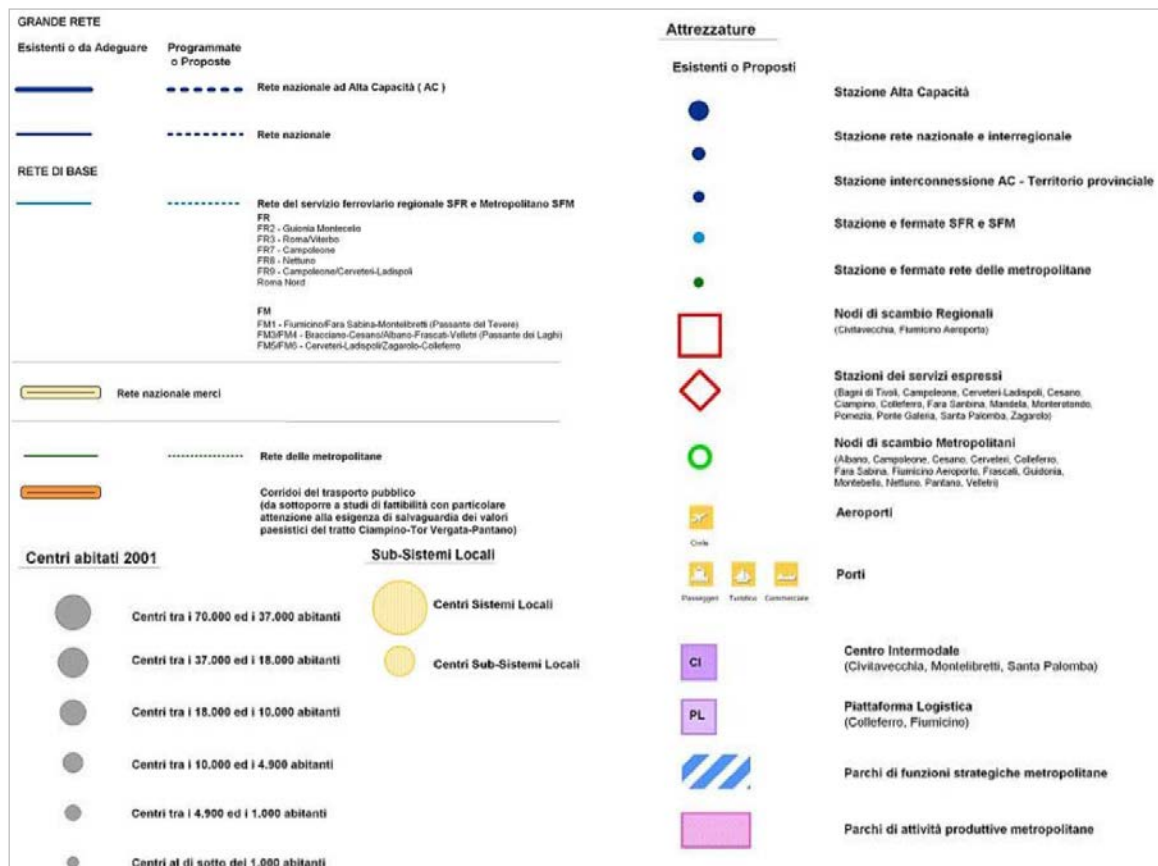 GRANDE RETE
Esistenti o da Adeguare
Programmate
o Proposte
Rete nazionale ad Alta Capacità ( AC )
Rete nazionale
RETE DI BASE
Rete del servizio ferroviario regionale SFR e Metropolitano SFM
FR
FR2 - Guionia Montecelio
FR3 - Roma/Viterbo
FR7 - Campoleone
FR8 - Nettuno
FR9 - Campoleone/Cerveteri-Ladispoli
Roma Nord
FM
FM1 - Fiumicino/Fara Sabina-Montelibretti (Passante del Tevere)
FM3/FM4 - Bracciano-Cesano/Albano-Frascati-Velletri (Passante dei Laghi)
FM5/FM6 - Cerveteri-Ladispoli/Zagarolo-Colleferro
Rete nazionale merci
Rete delle metropolitane
Corridoi del trasporto pubblico
(da sottoporre a studi di fattibilità con particolare
attenzione alla esigenza di salvaguardia dei valori
paesistici del tratto Ciampino-Tor Vergata-Pantano)
Centri abitati 2001
Centri tra i 70.000 ed i 37.000 abitanti
Centri tra i 37.000 ed i 18.000 abitanti
Centri tra i 18.000 ed i 10.000 abitanti
Centri tra i 10.000 ed i 4.900 abitanti
Centri tra i 4.900 ed i 1.000 abitanti
Centri al di sotto dei 1.000 abitanti
Sub-Sistemi Locali
Centri Sistemi Locali
Centri Sub-Sistemi Locali
Attrezzature
Esistenti o Proposti
Stazione Alta Capacità
Stazione rete nazionale e interregionale
Stazione interconnessione AC - Territorio provinciale
Stazione e fermate SFR e SFM
Stazione e fermate rete delle metropolitane
Nodi di scambio Regionali
(Civitavecchia, Fiumicino Aeroporto)
Stazioni dei servizi espressi
(Bagni di Tivoli, Campoleone, Cerveteri-Ladispoli, Cesano,
Ciampino, Colleferro, Fara Sanbina, Mandela, Monterotondo,
Pomezia, Ponte Galeria, Santa Palomba, Zagarolo)
Nodi di scambio Metropolitani
(Albano, Campoleone, Cesano, Cerveteri, Colleferro,
Fara Sabina, Fiumicino Aeroporto, Frascati, Guidonia,
Montebello, Nettuno, Pantano, Velletri)
Aeroporti
Civile
Porti
Passeggeri Turistico Commerciale
CI
Centro Intermodale
(Civitavecchia, Montelibretti, Santa Palomba)
PL
Piattaforma Logistica
(Colleferro, Fiumicino)
Parchi di funzioni strategiche metropolitane
Parchi di attività produttive metropolitane